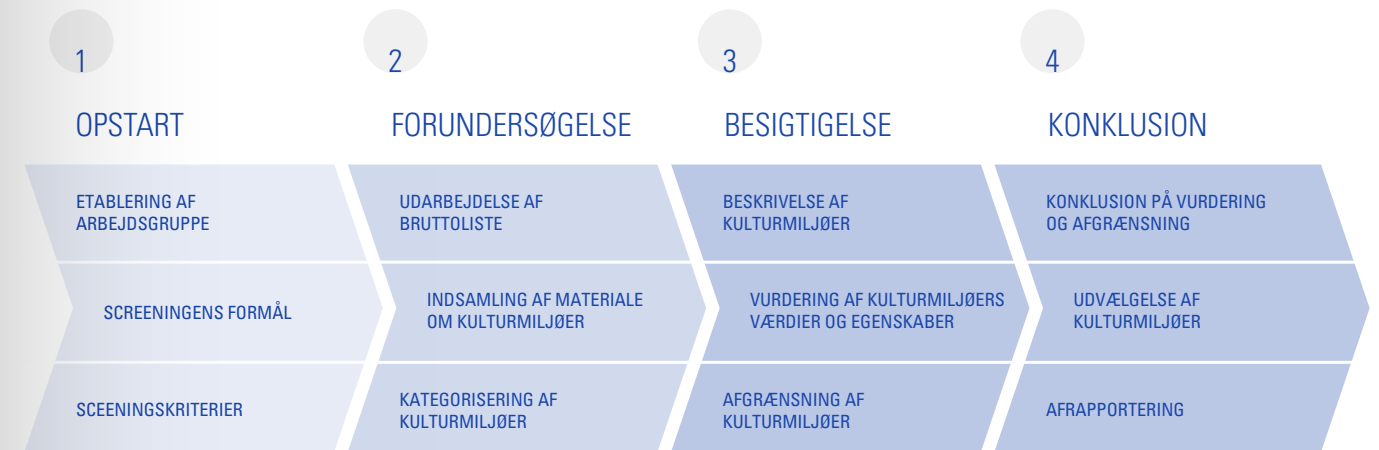 1
OPSTART
ETABLERING AF
ARBEJDSGRUPPE
SCREENINGENS FORMÅL
SCEENINGSKRITERIER
2
FORUNDERSØGELSE
UDARBEJDELSE AF
BRUTTOLISTE
INDSAMLING AF MATERIALE
OM KULTURMILJØER
KATEGORISERING AF
KULTURMILJØER
3
BESIGTIGELSE
BESKRIVELSE AF
KULTURMILJØER
VURDERING AF KULTURMILJØERS
VÆRDIER OG EGENSKABER
AFGRÆNSNING AF
KULTURMILJØER
4
KONKLUSION
KONKLUSION PÅ VURDERING
OG AFGRÆNSNING
UDVÆLGELSE AF
KULTURMILJØER
AFRAPPORTERING